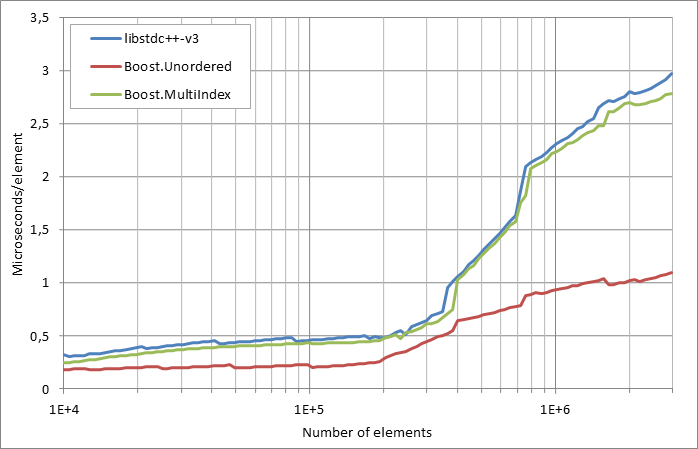 3,5
3
2,5
2
1,5
1
0,5
0
Microseconds/element
libstdc++-v3
Boost.Unordered
Boost.MultiIndex
1E+4
1E+5
1E+6
Number of elements